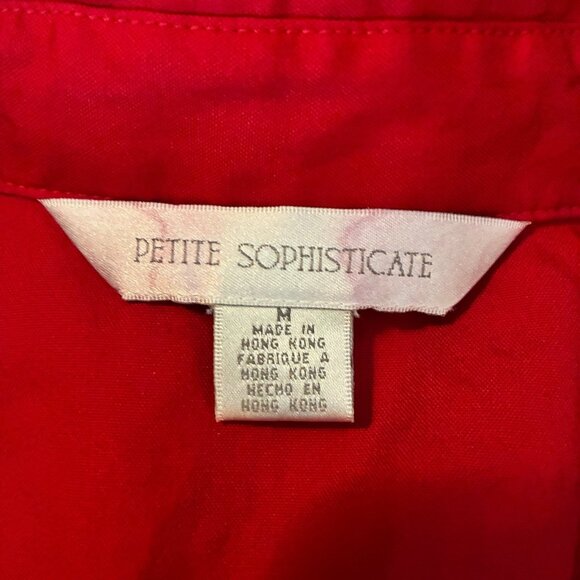 PETITE SOPHISTICATE
M
MADE IN
HONG KONG
FABRIQUE A
HONG KONG
HECHO EN
HONG KONG